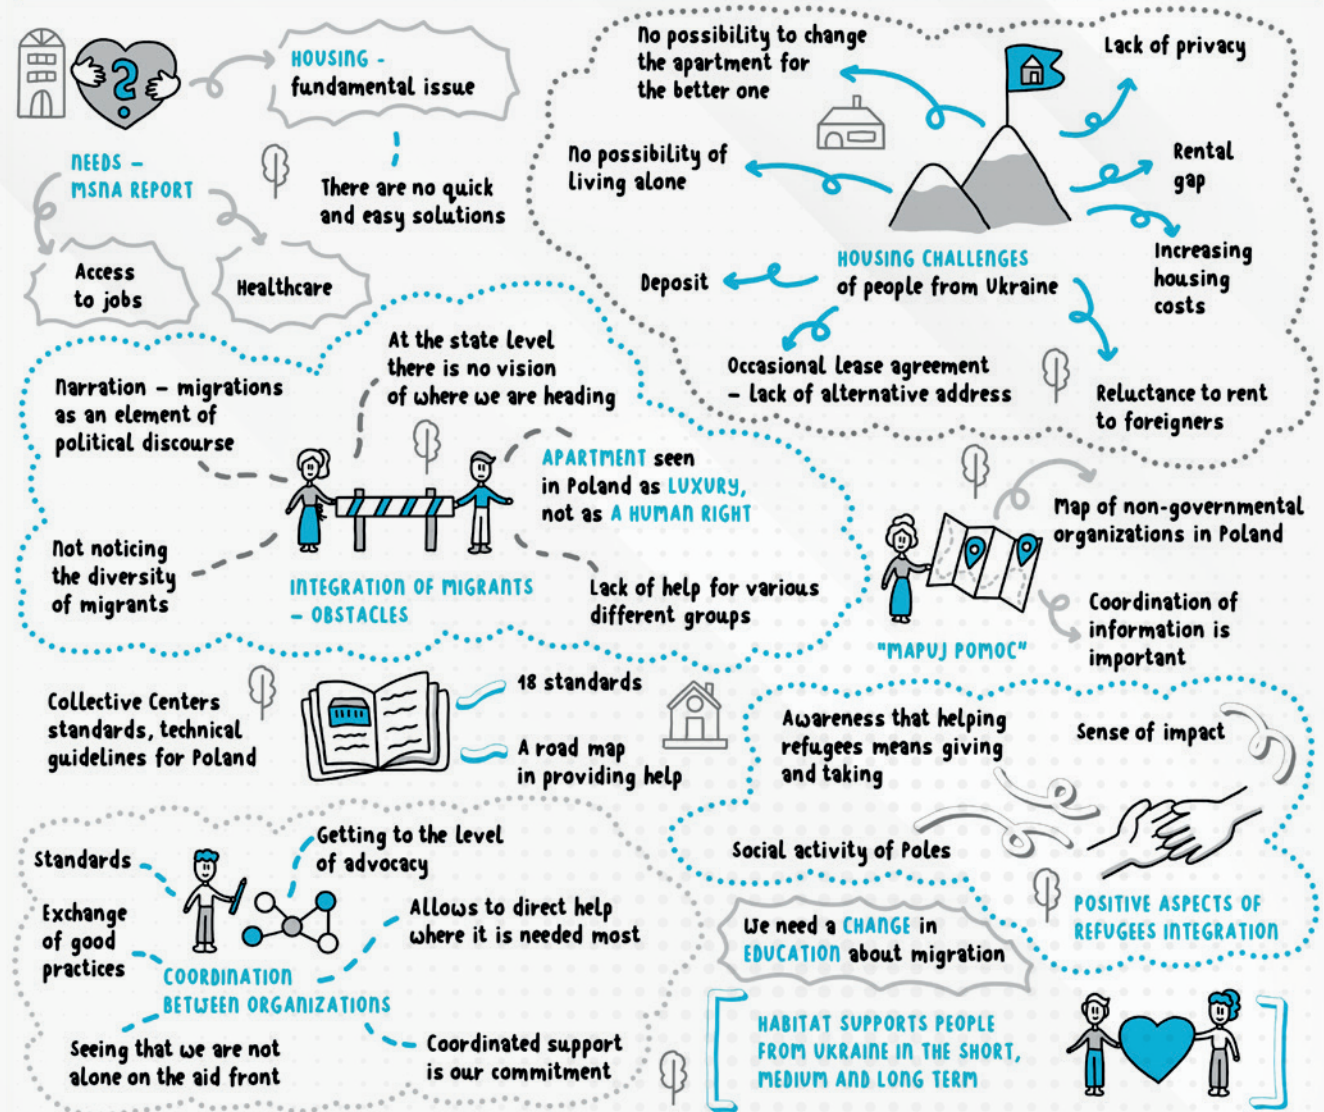 HOUSING -
fundamental issue
There are no quick
and easy solutions
NEEDS -
MSNA REPORT
Access
to jobs
Healthcare
No possibility to change
the apartment for
the better one
Lack of privacy
No possibility of
living alone
Rental
gap
HOUSING CHALLENGES
of people from Ukraine
Increasing
housing
costs
Deposit
Occasional lease agreement
- lack of alternative address
Reluctance to rent
to foreigners
At the state level
there is no vision
of where we are heading
Narration - migrations
as an element of
political discourse
APARTMENT seen
in Poland as LUXURY,
not as A HUMAN RIGHT
Not noticing
the diversity
of migrants
INTEGRATION OF MIGRANTS
- OBSTACLES
Lack of help for various
different groups
Map of non-governmental
organizations in Poland
Coordination of
information is
important
"MAPUJ POMOC"
Collective Centers
standards, technical
guidelines for Poland
18 standards
A road map
in providing help
Awareness that helping
refugees means giving
and taking
Sense of impact
Social activity of Poles
POSITIVE ASPECTS OF
REFUGEES INTEGRATION
Getting to the level
of advocacy
Standards
Exchange
of good
practices
Allows to direct help
where it is needed most
COORDINATION
BETWEEN ORGANIZATIONS
Seeing that we are not
alone on the aid front
Coordinated support
is our commitment
We need a CHANGE in
EDUCATION about migration
HABITAT SUPPORTS PEOPLE
FROM UKRAINE IN THE SHORT,
MEDIUM AND LONG TERM